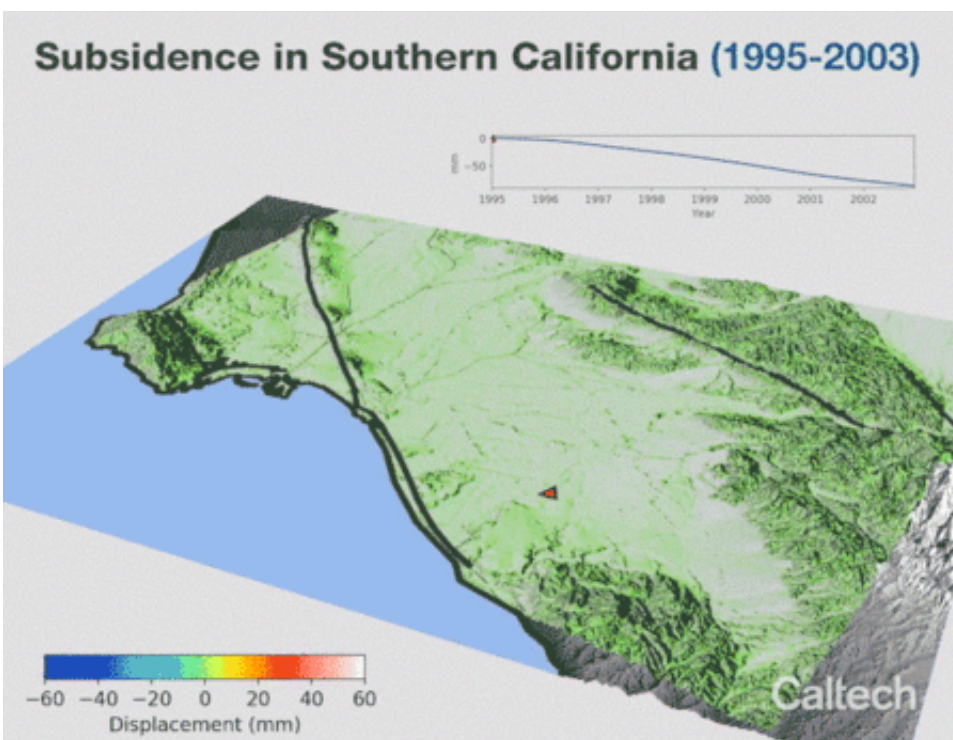 Subsidence in Southern California (1995-2003)
0
mm
−50
1995 1996 1997 1998 1999 2000 2001 2002
Year
−60 −40 −20 0 20 40 60
Displacement (mm)
Caltech